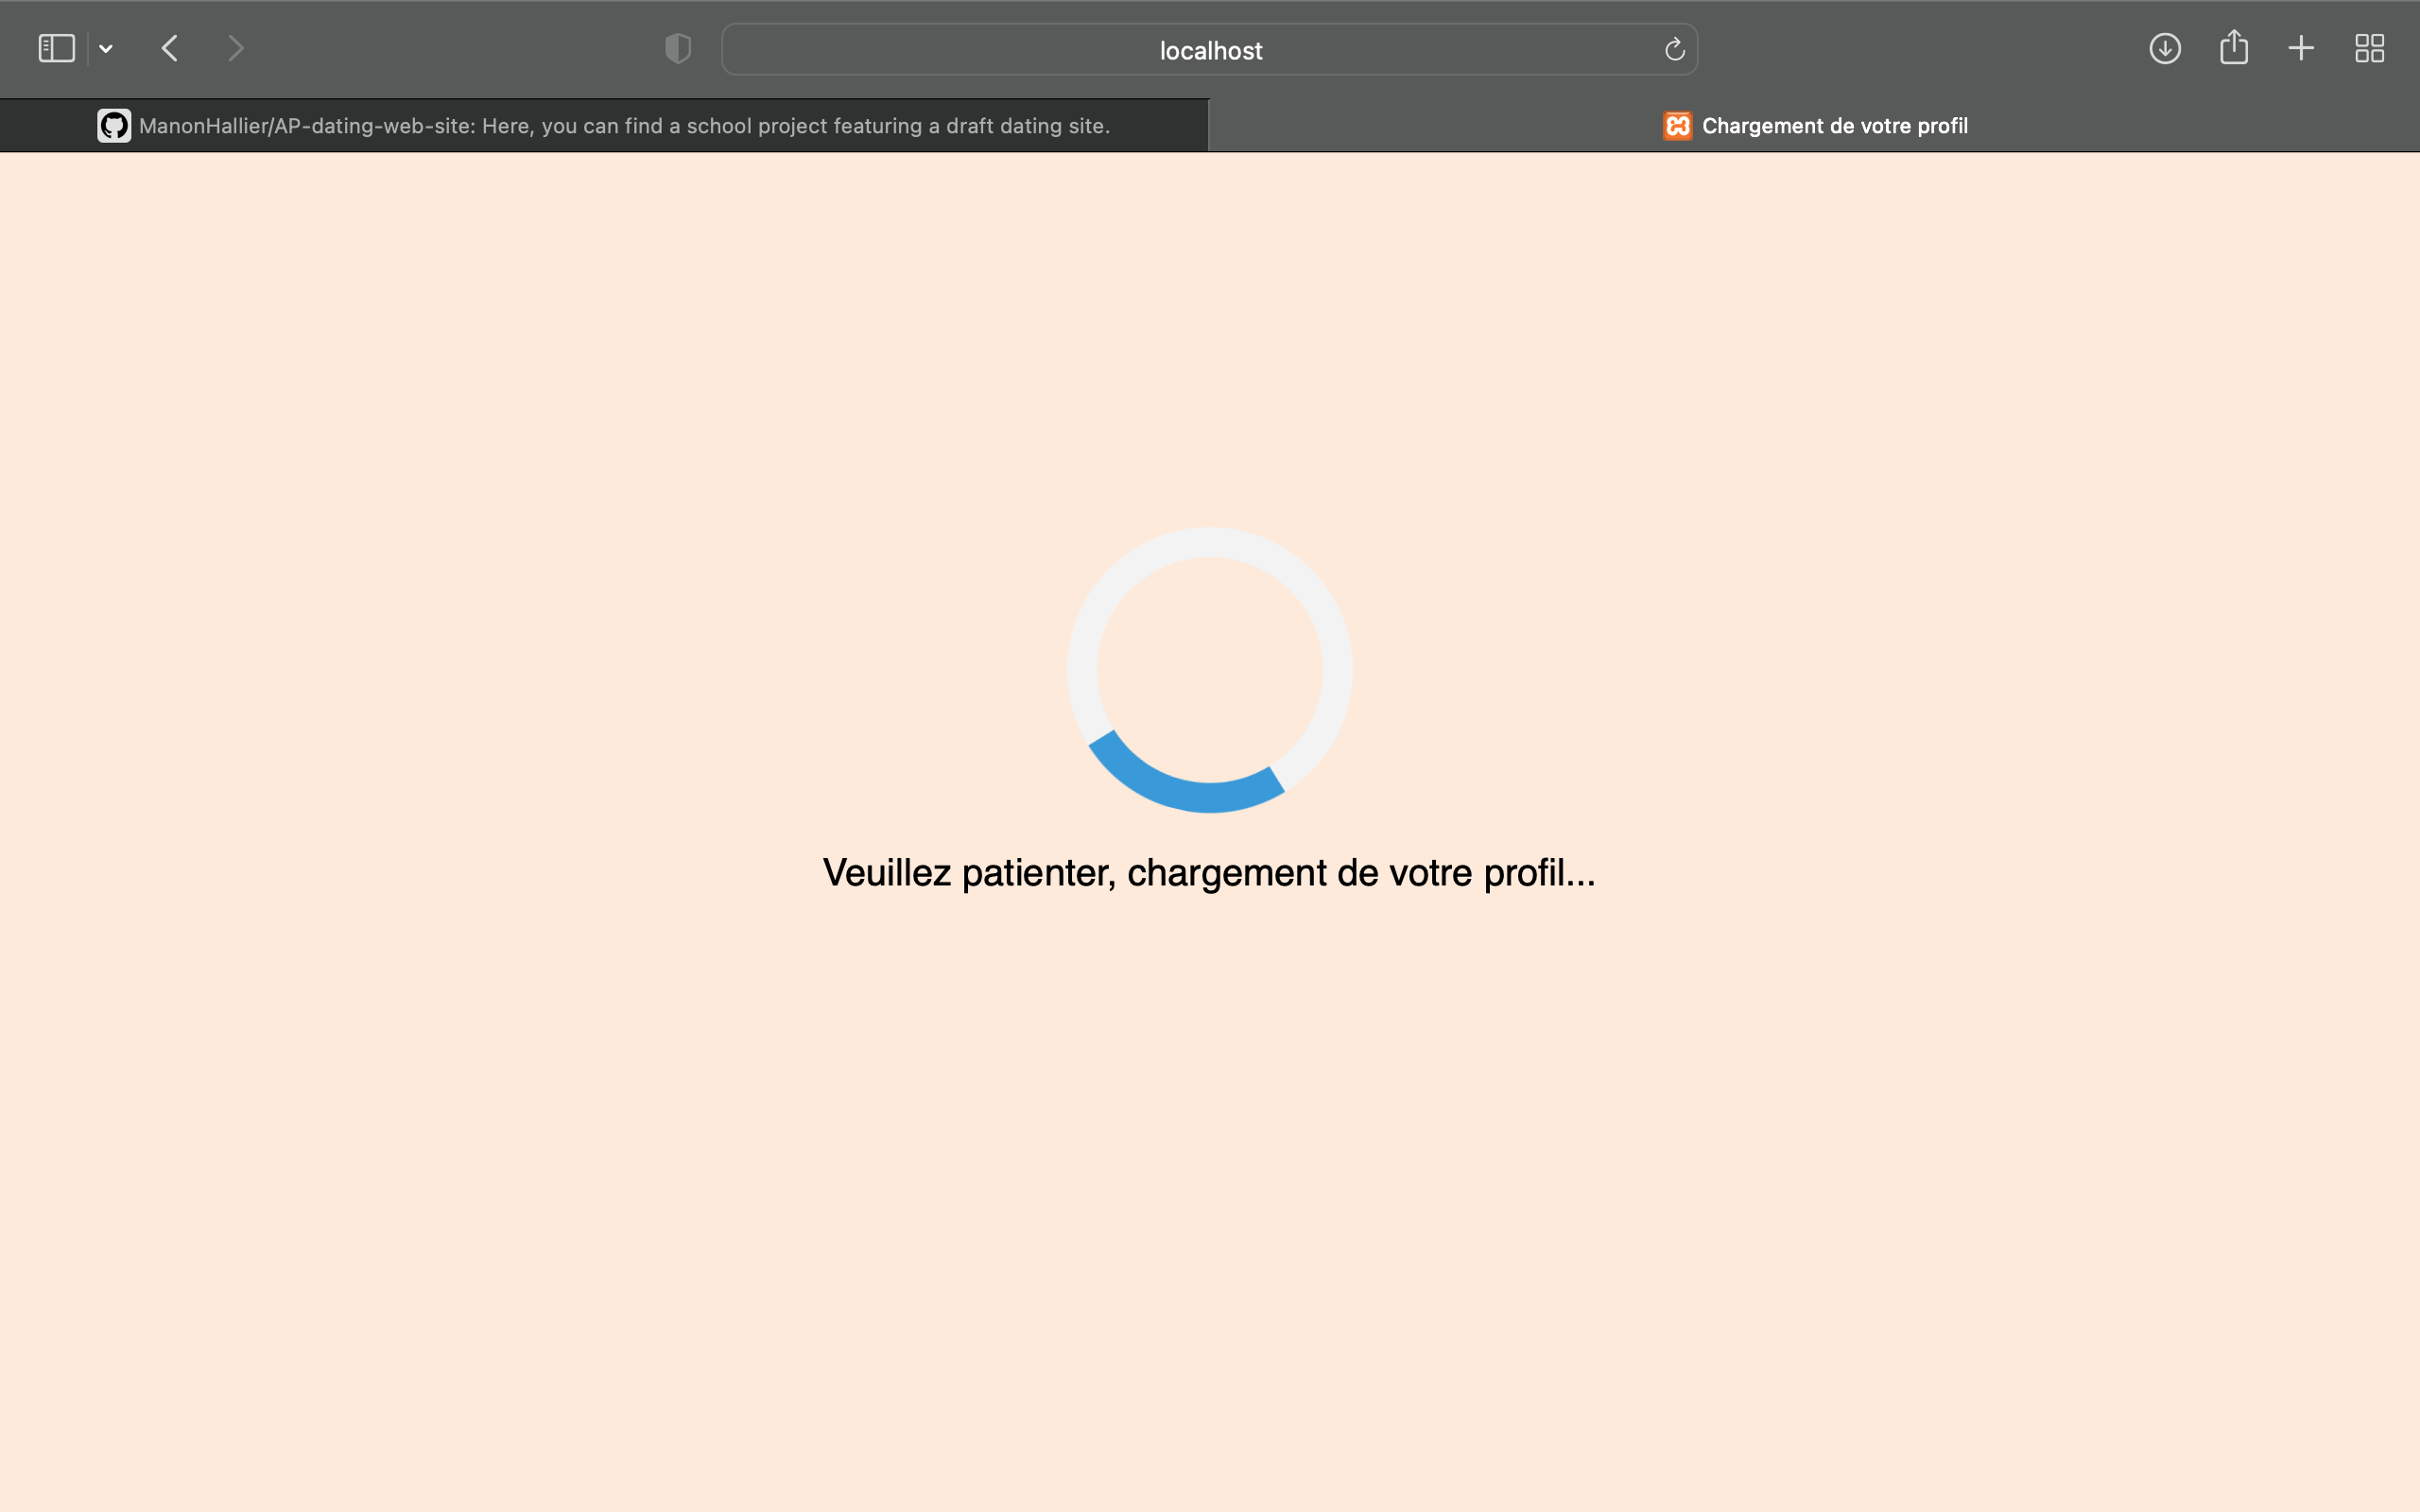 localhost
ManonHallier/AP-dating-web-site: Here, you can find a school project featuring a draft dating site.
Chargement de votre profil
Veuillez patienter, chargement de votre profil...